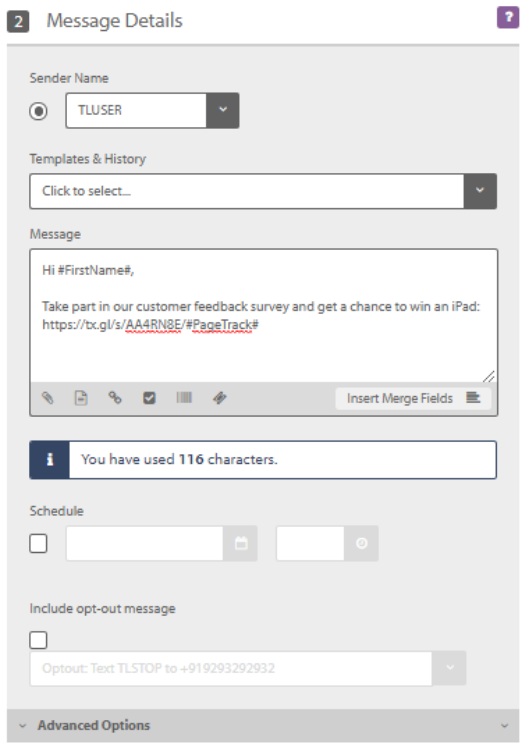 2 Message Details ?
Sender Name
TLUSER
Templates & History
Click to select...
Message
Hi #FirstName#,
Take part in our customer feedback survey and get a chance to win an iPad:
https://tx.gl/s/AA4RN8E/#PageTrack#
Insert Merge Fields
i You have used 116 characters.
Schedule
Include opt-out message
Optout: Text TLSTOP to +919293292932
Advanced Options